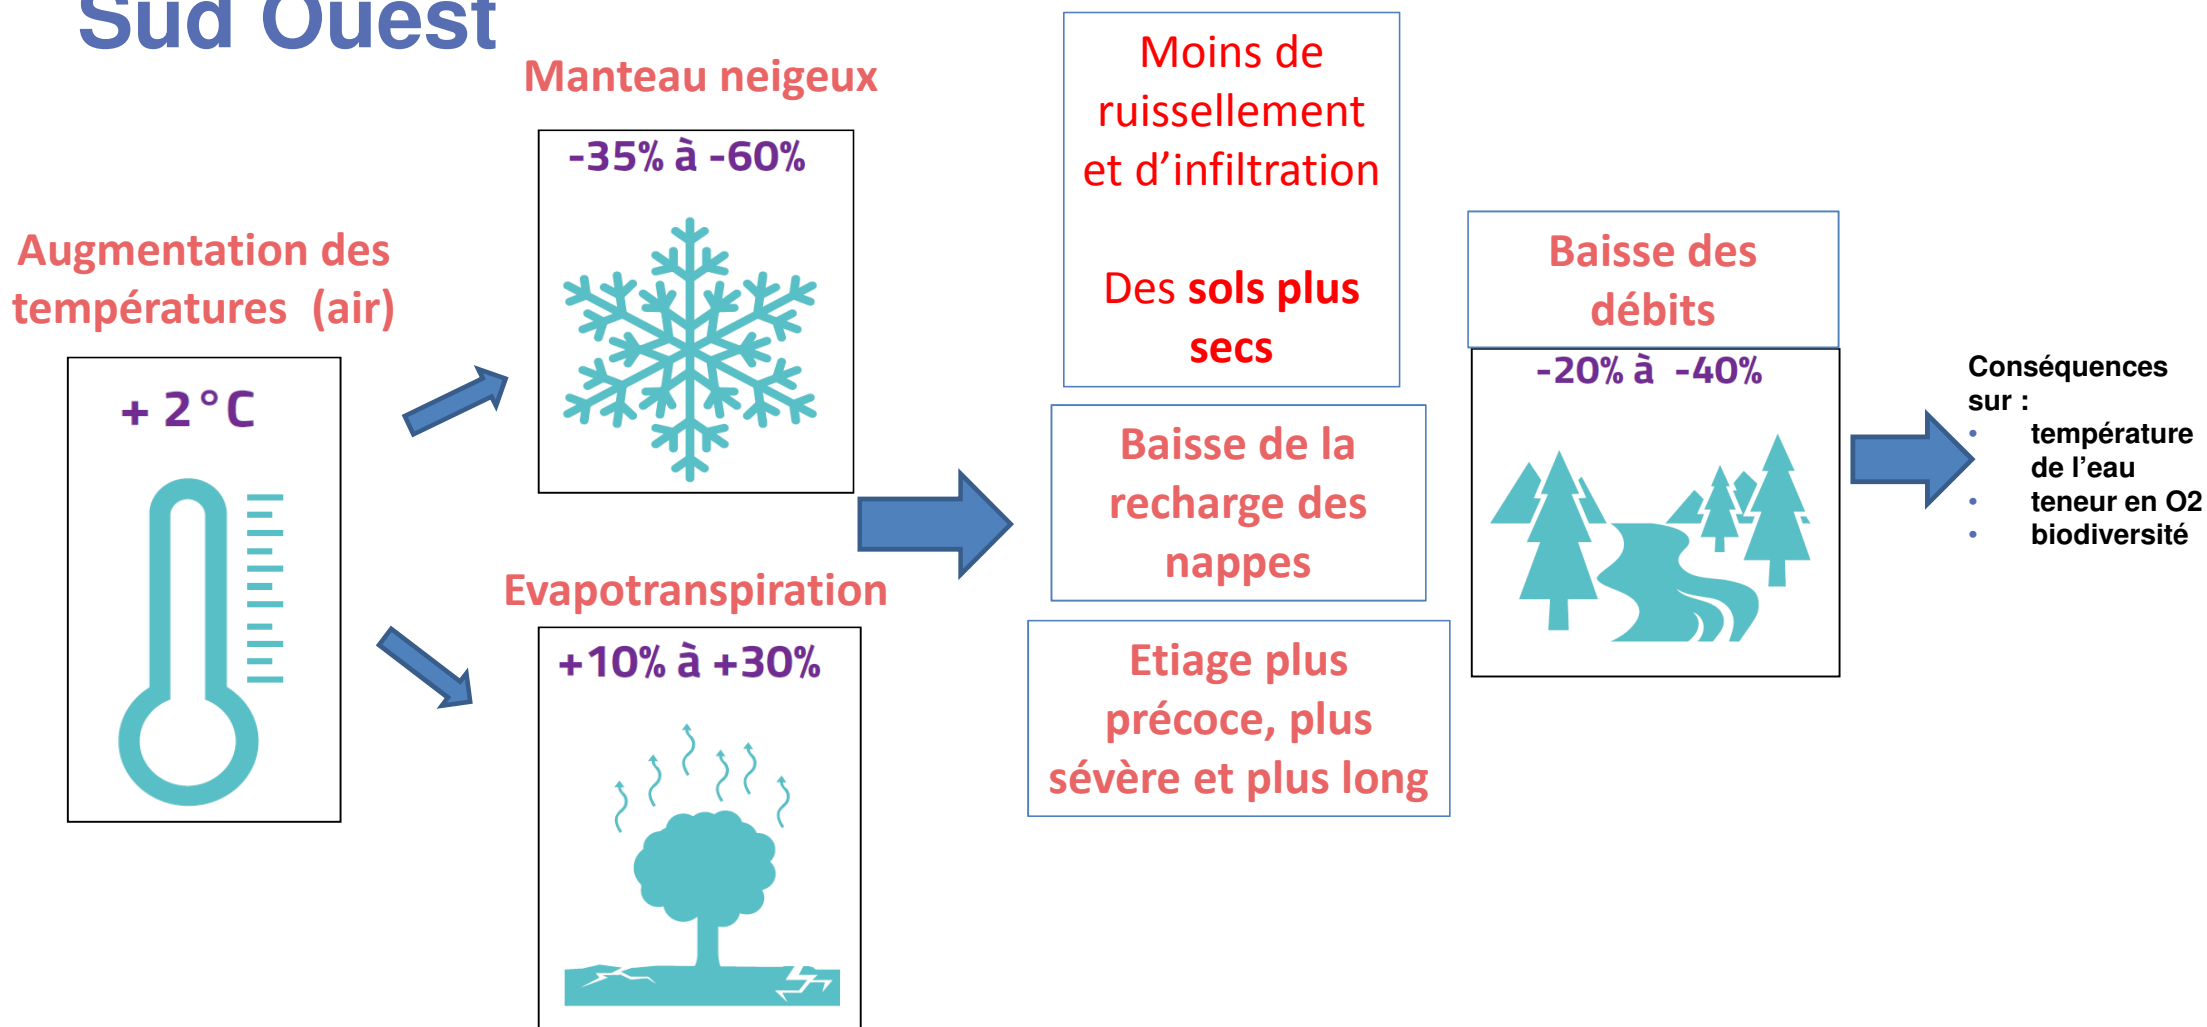 Sud Ouest
Manteau neigeux
-35% à -60%
Augmentation des
températures (air)
+ 2°C
Evapotranspiration
+10% à +30%
Moins de
ruissellement
et d'infiltration
Des sols plus
secs
Baisse de la
recharge des
nappes
Etiage plus
précoce, plus
sévère et plus long
Baisse des
débits
-20% à -40%
Conséquences
sur :
• température
de l'eau
• teneur en O2
• biodiversité